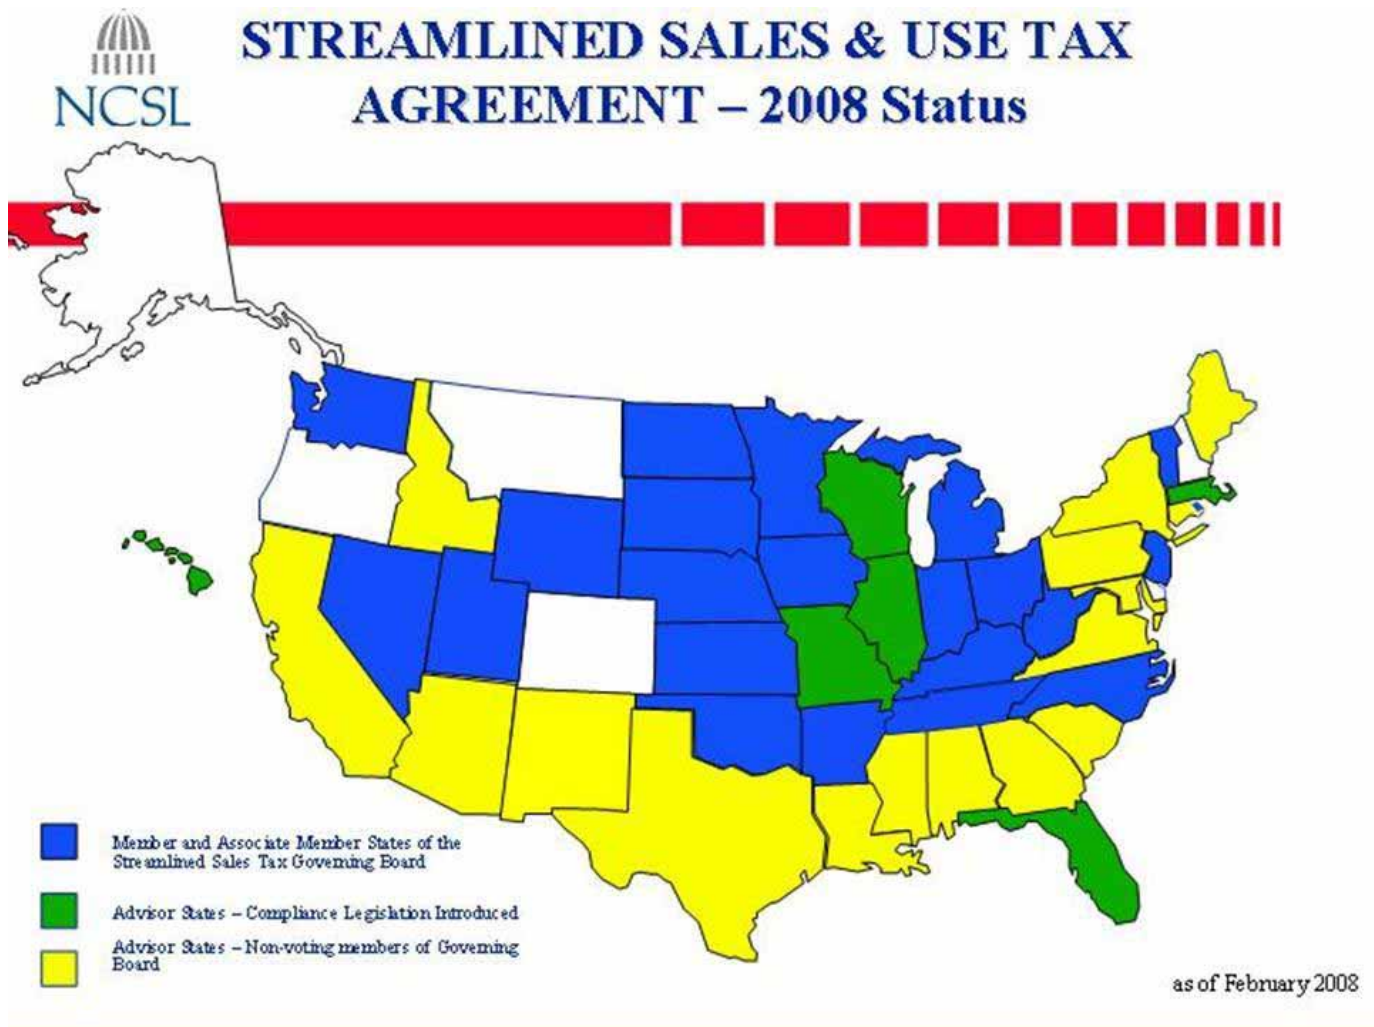 NCSL
STREAMLINED SALES & USE TAX
AGREEMENT – 2008 Status
Member and Associate Member States of the
Streamlined Sales Tax Governing Board
Advisor States – Compliance Legislation Introduced
Advisor States – Non-voting members of Governing
Board
as of February 2008